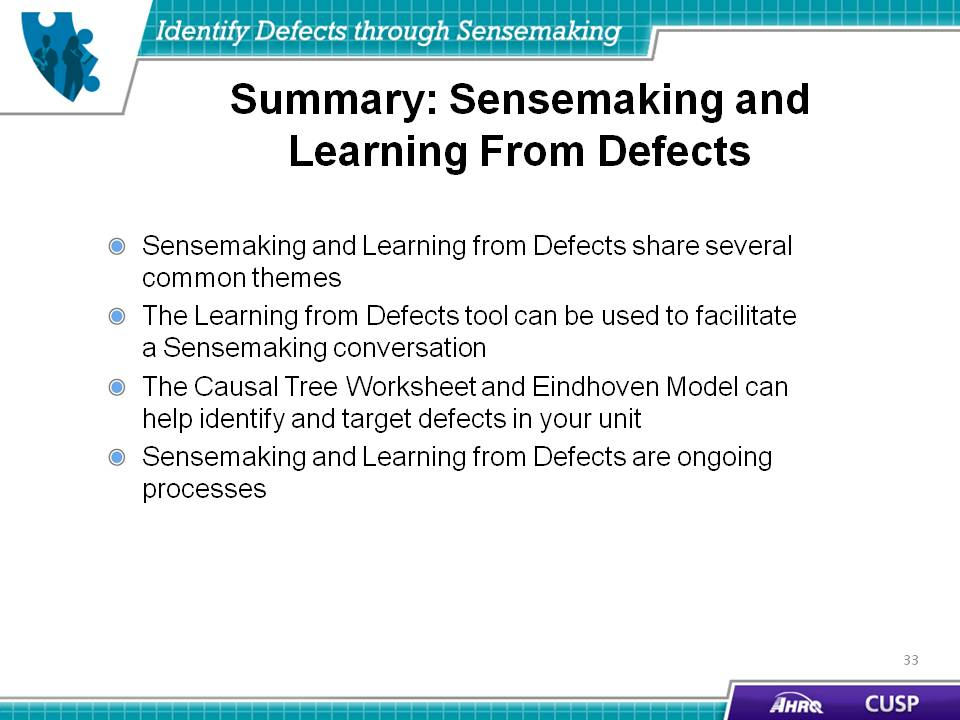 Identify Defects through Sensemaking
Summary: Sensemaking and
Learning From Defects
Sensemaking and Learning from Defects share several
common themes
The Learning from Defects tool can be used to facilitate
a Sensemaking conversation
The Causal Tree Worksheet and Eindhoven Model can
help identify and target defects in your unit
Sensemaking and Learning from Defects are ongoing
processes
33
AHRQ
CUSP